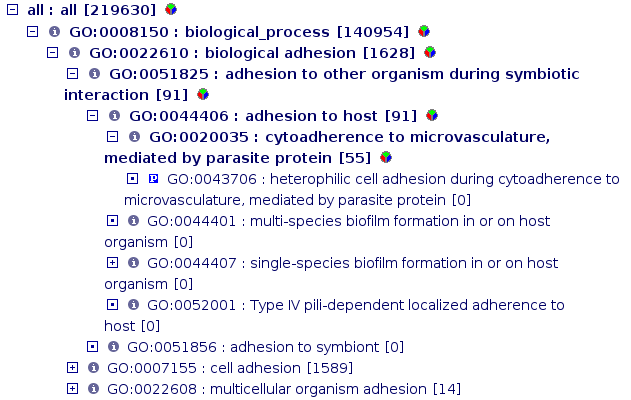 all : all [219630]
GO:0008150 : biological_process [140954]
GO:0022610 : biological adhesion [1628]
GO:0051825 : adhesion to other organism during symbiotic
interaction [91]
GO:0044406 : adhesion to host [91]
GO:0020035 : cytoadherence to microvasculature,
mediated by parasite protein [55]
GO:0043706 : heterophilic cell adhesion during cytoadherence to
microvasculature, mediated by parasite protein [0]
GO:0044401 : multi-species biofilm formation in or on host
organism [0]
GO:0044407 : single-species biofilm formation in or on host
organism [0]
GO:0052001 : Type IV pili-dependent localized adherence to
host [0]
GO:0051856 : adhesion to symbiont [0]
GO:0007155 : cell adhesion [1589]
GO:0022608 : multicellular organism adhesion [14]